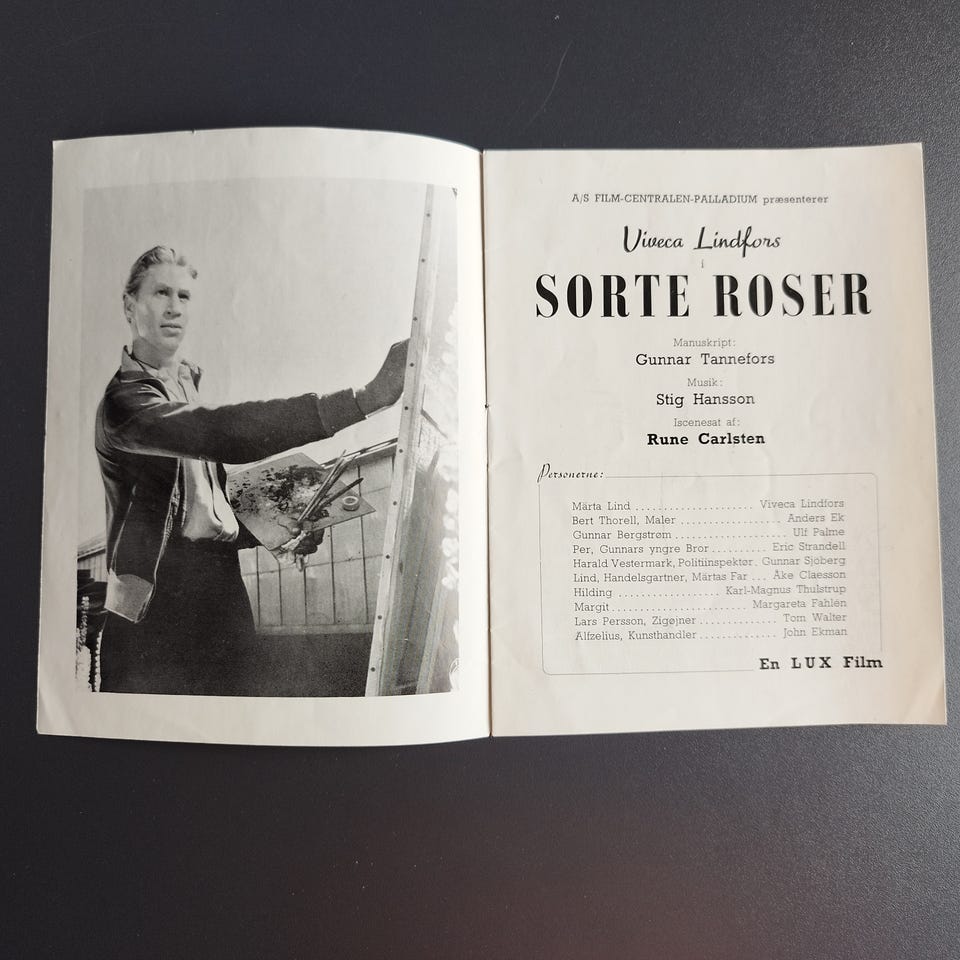 A/S FILM-CENTRALEN-PALLADIUM præsenterer
Viveca Lindfors
i
SORTE ROSER
Manuskript:
Gunnar Tannefors
Musik:
Stig Hansson
Iscenesat af:
Rune Carlsten
Personerne:
Märta Lind ..................... Viveca Lindfors
Bert Thorell, Maler .................. Anders Ek
Gunnar Bergstrøm .................... Ulf Palme
Per, Gunnars yngre Bror .......... Eric Strandell
Harald Vestermark, Politiinspektør. Gunnar Sjöberg
Lind, Handelsgartner, Märtas Far ... Åke Claesson
Hilding .................. Karl-Magnus Thulstrup
Margit ........................ Margareta Fahlén
Lars Persson, Zigøjner .............. Tom Walter
Alfzelius, Kunsthandler ............. John Ekman
En LUX Film